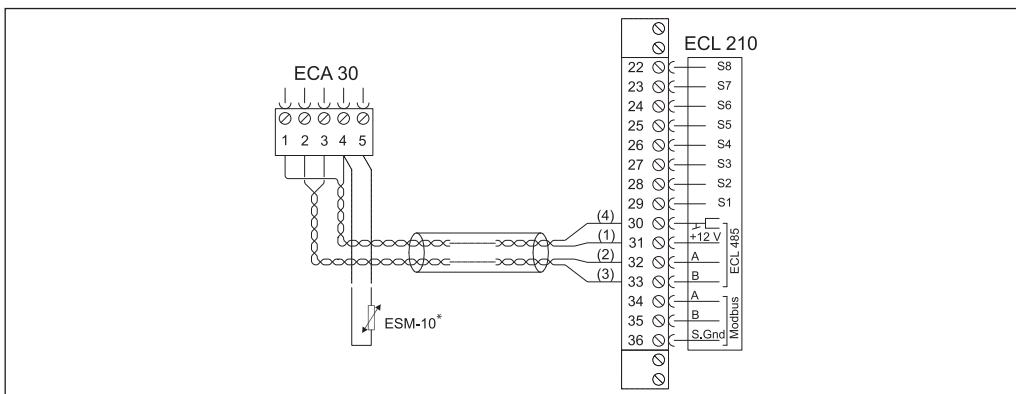 ECA 30
1 2 3 4 5
ESM-10*
(4)
(1)
(2)
(3)
ECL 210
22 S8
23 S7
24 S6
25 S5
26 S4
27 S3
28 S2
29 S1
30
31 +12 V
32 A
33 B
ECL 485
34 A
35 B
36 S.Gnd
Modbus